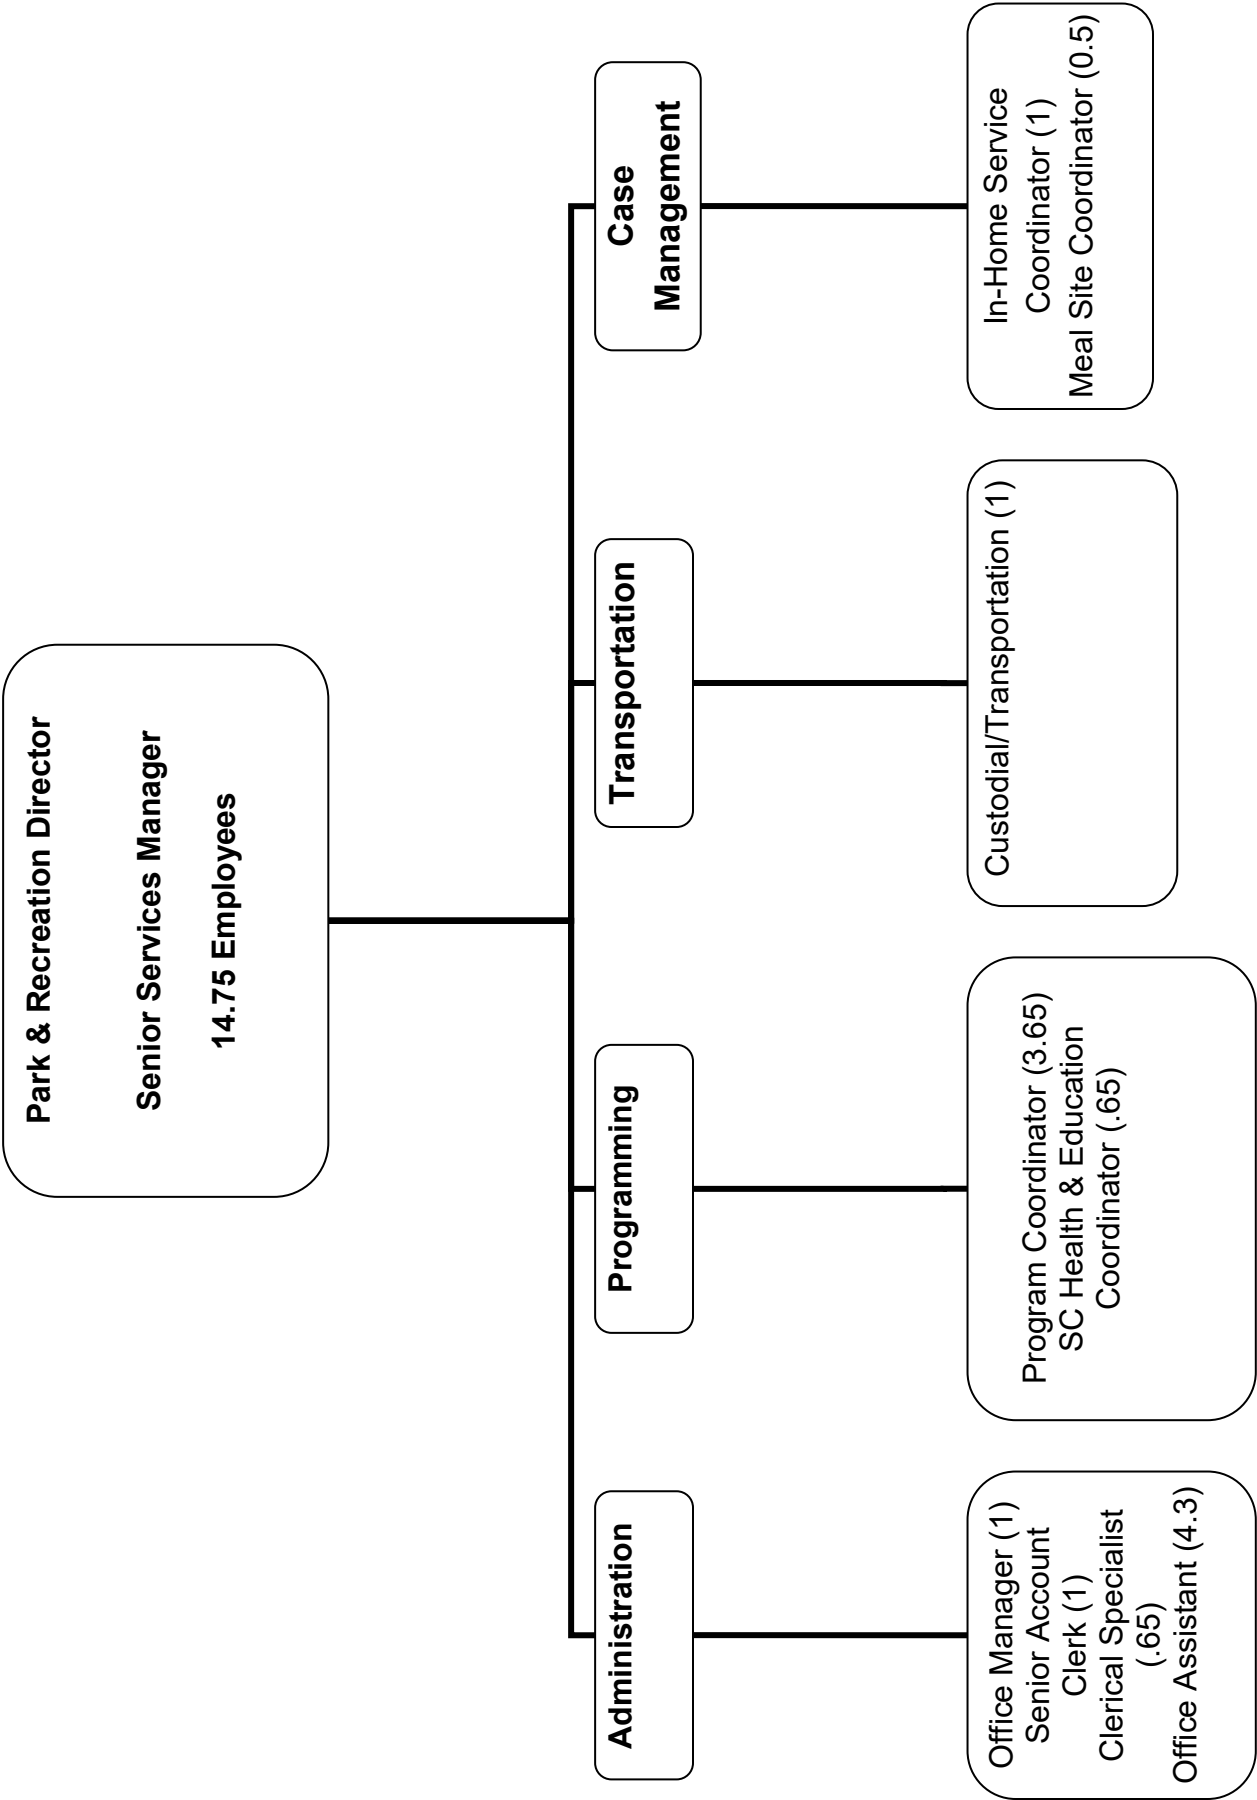 Park & Recreation Director
Senior Services Manager
14.75 Employees
Administration
Programming
Transportation
Case
Management
Office Manager (1)
Senior Account
Clerk (1)
Clerical Specialist
(.65)
Office Assistant (4.3)
Program Coordinator (3.65)
SC Health & Education
Coordinator (.65)
Custodial/Transportation (1)
In-Home Service
Coordinator (1)
Meal Site Coordinator (0.5)